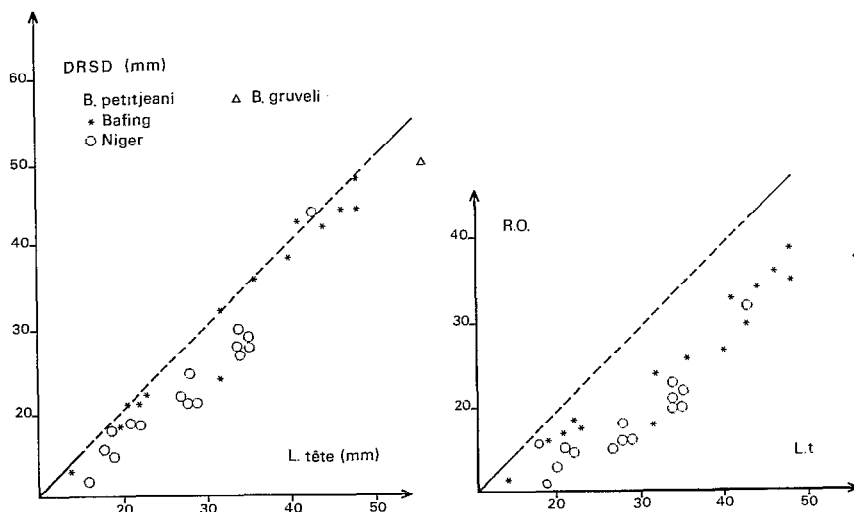 DRSD (mm)
B. petitjeani
△ B. gruveli
* Bafing
○ Niger
60
50
40
30
20
L. tête (mm)
20
30
40
50
R.O.
40
30
20
L.t
20
30
40
50